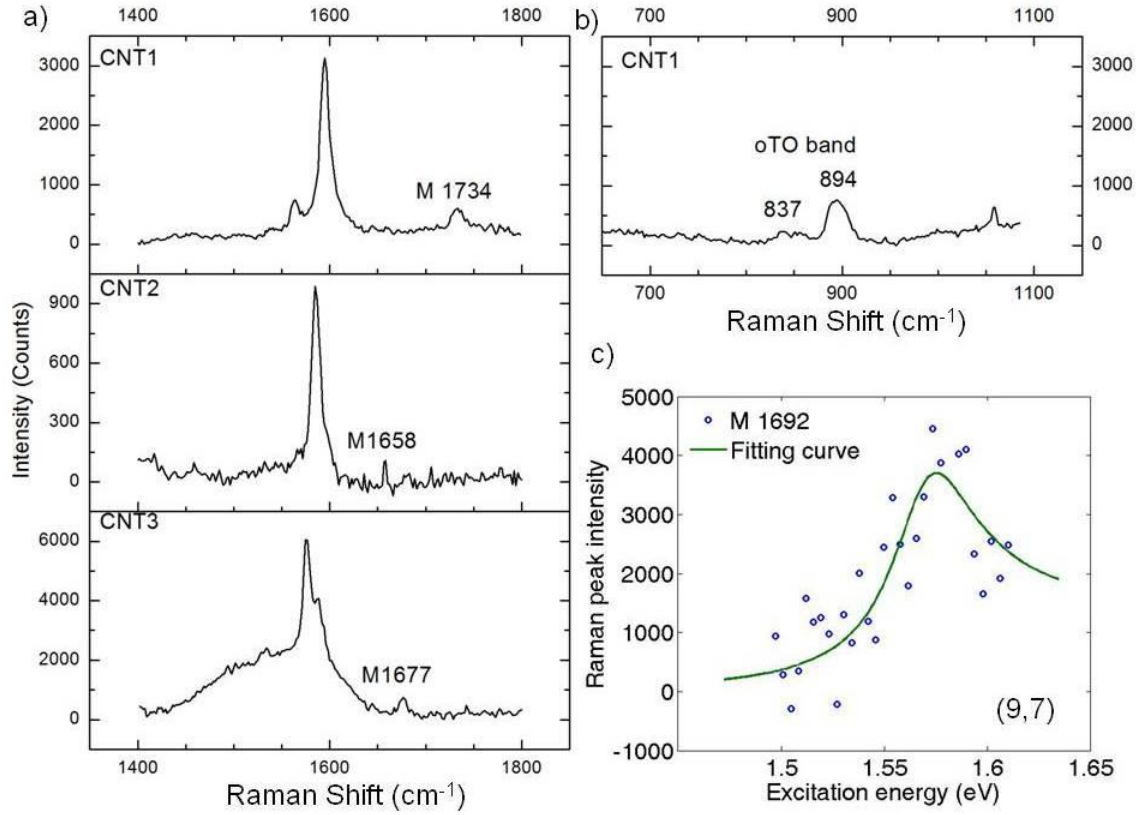 a)
1400 1600 1800
CNT1
3000
2000
1000
0
M 1734
CNT2
900
600
300
0
M1658
CNT3
6000
4000
2000
0
M1677
1400 1600 1800
Raman Shift (cm-1)
Intensity (Counts)
b)
700 900 1100
CNT1
3000
2000
1000
0
oTO band
894
837
700 900 1100
Raman Shift (cm-1)
c)
5000
4000
3000
2000
1000
0
-1000
M 1692
Fitting curve
(9,7)
1.5 1.55 1.6 1.65
Excitation energy (eV)
Raman peak intensity